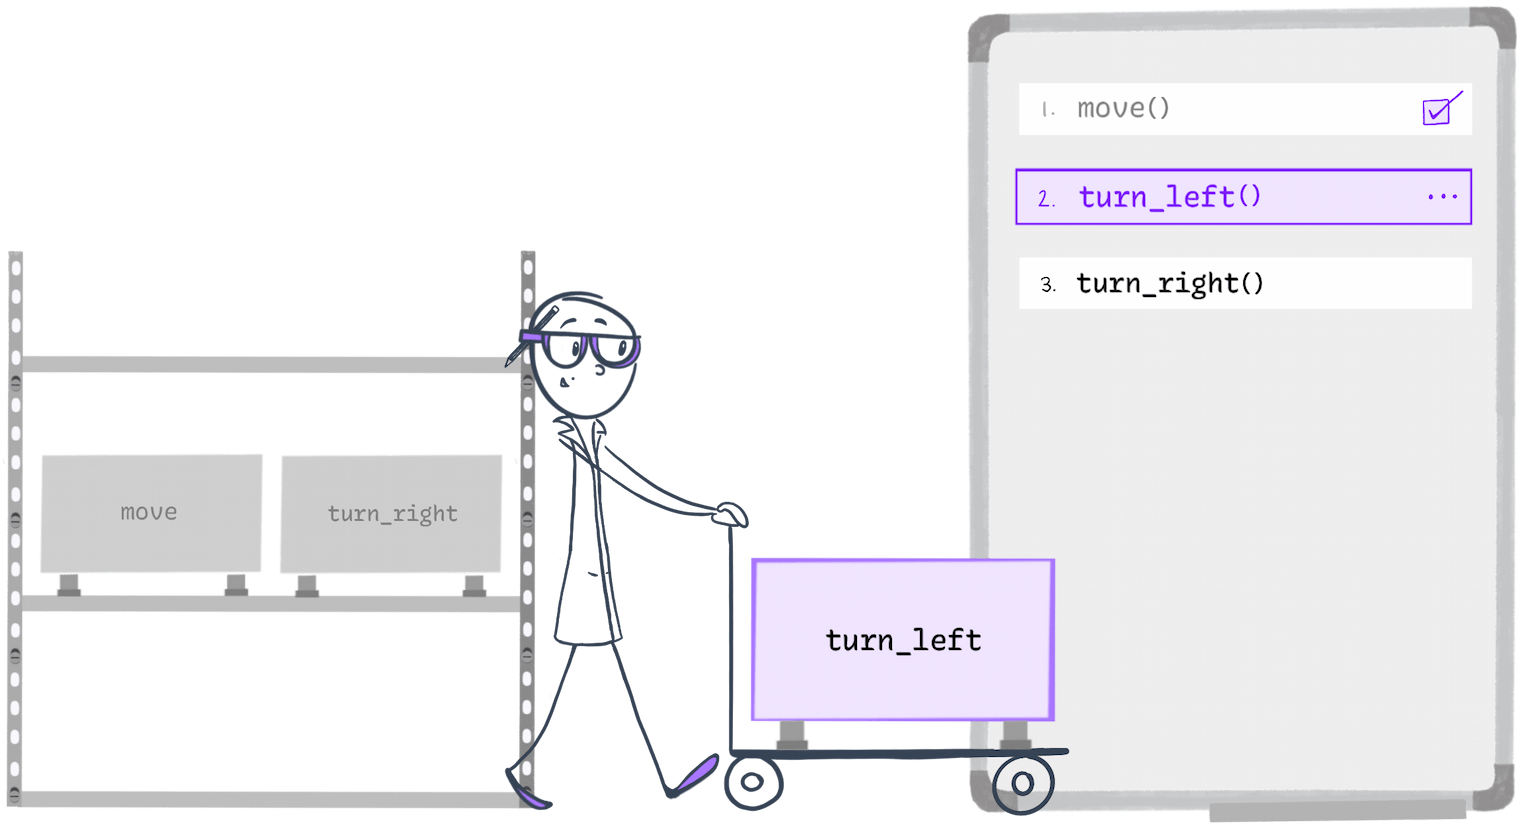 1. move()
2. turn_left() ...
3. turn_right()
move
turn_right
turn_left